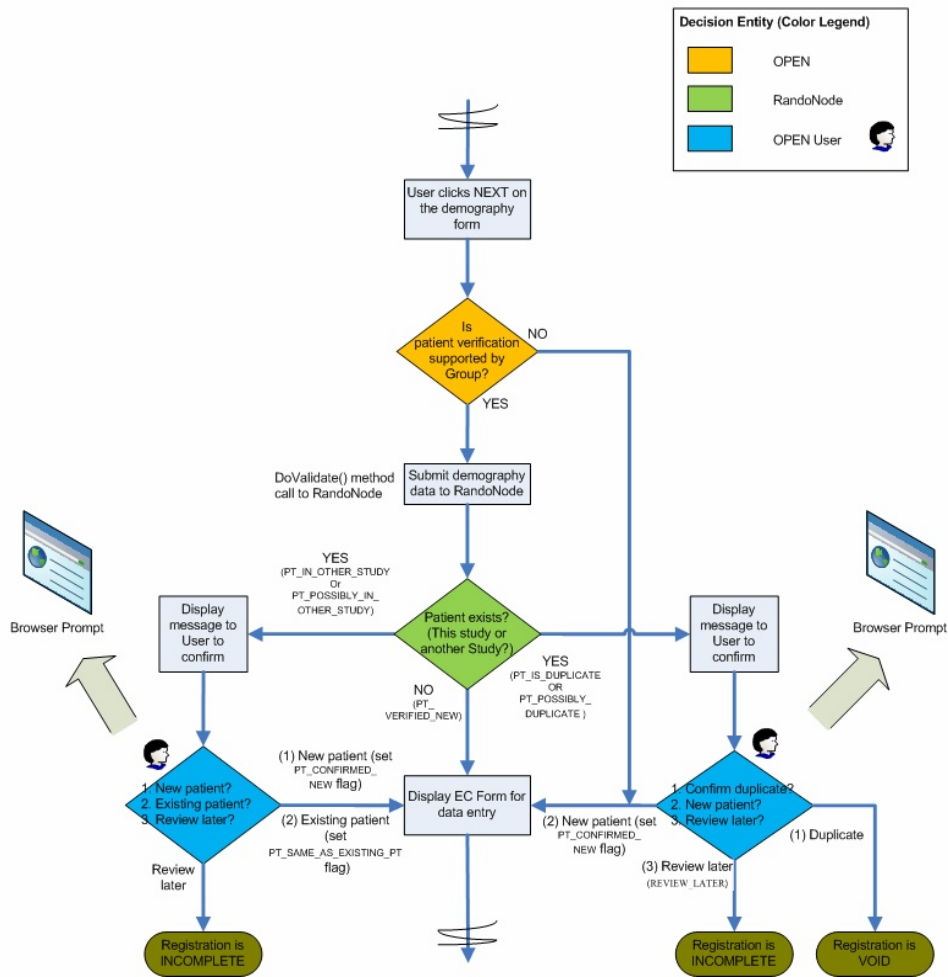 Decision Entity (Color Legend)
OPEN
RandoNode
OPEN User
User clicks NEXT on
the demography
form
Is
patient verification
supported by
Group?
NO
YES
DoValidate() method
call to RandoNode
Submit demography
data to RandoNode
YES
(PT_IN_OTHER_STUDY
Or
PT_POSSIBLY_IN_
OTHER_STUDY)
Browser Prompt
Display
message to
User to
confirm
Patient exists?
(This study or
another Study?)
YES
(PT_IS_DUPLICATE
OR
PT_POSSIBLY_
DUPLICATE )
Display
message to
User to
confirm
Browser Prompt
NO
(PT_
VERIFIED_NEW)
1. New patient?
2. Existing patient?
3. Review later?
(1) New patient (set
PT_CONFIRMED_
NEW flag)
(2) Existing patient
(set
PT_SAME_AS_EXISTING_PT
flag)
Display EC Form for
data entry
(2) New patient (set
PT_CONFIRMED_
NEW flag)
1. Confirm duplicate?
2. New patient?
3. Review later?
(1) Duplicate
Review
later
(3) Review later
(REVIEW_LATER)
Registration is
INCOMPLETE
Registration is
INCOMPLETE
Registration is
VOID